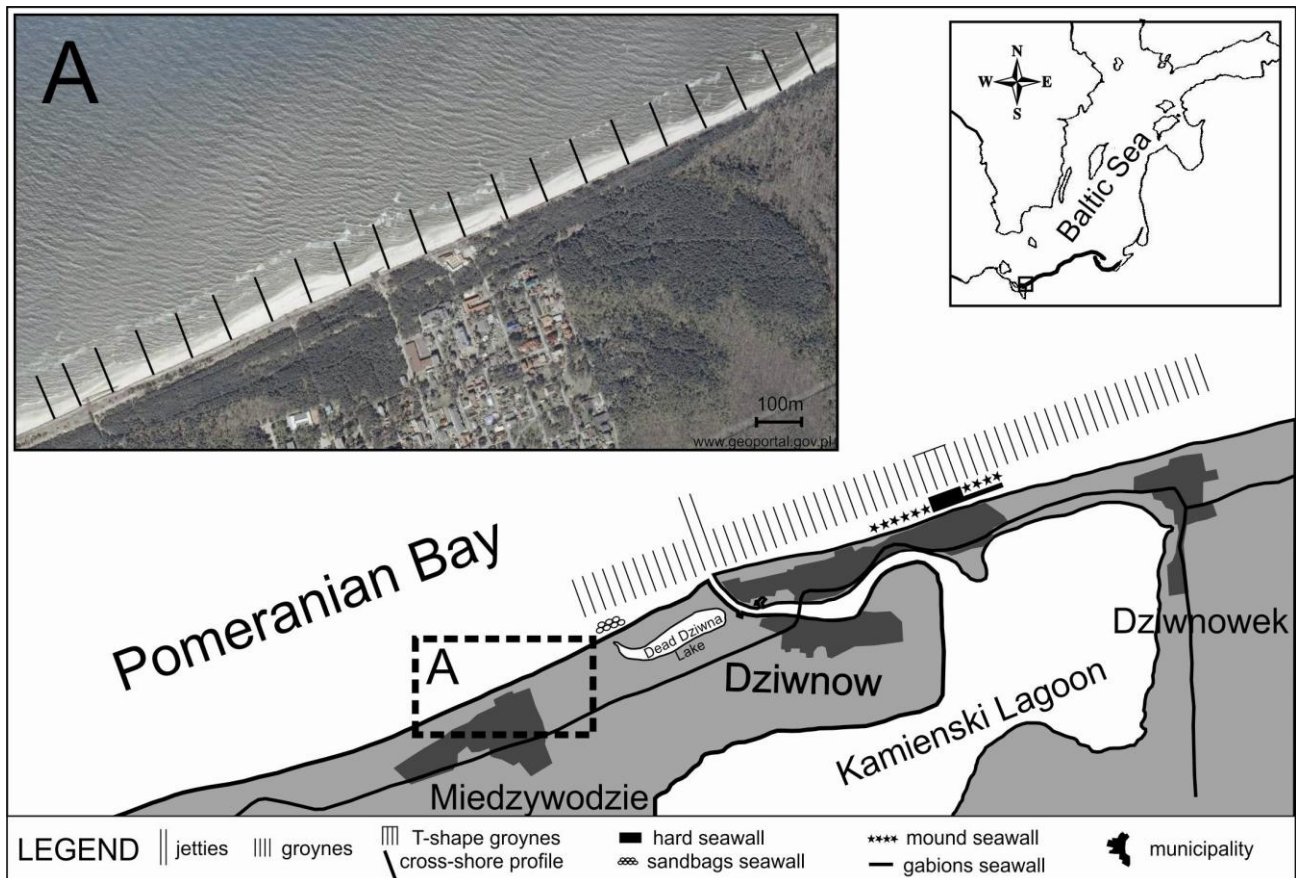 A
100m
www.geoportal.gov.pl
N
W E
S
Baltic Sea
Pomeranian Bay
A
Dead Dziwna
Lake
Dziwnow
Dziwnowek
Kamienski Lagoon
Miedzywodzie
LEGEND
jetties
groynes
T-shape groynes
cross-shore profile
hard seawall
sandbags seawall
mound seawall
gabions seawall
municipality